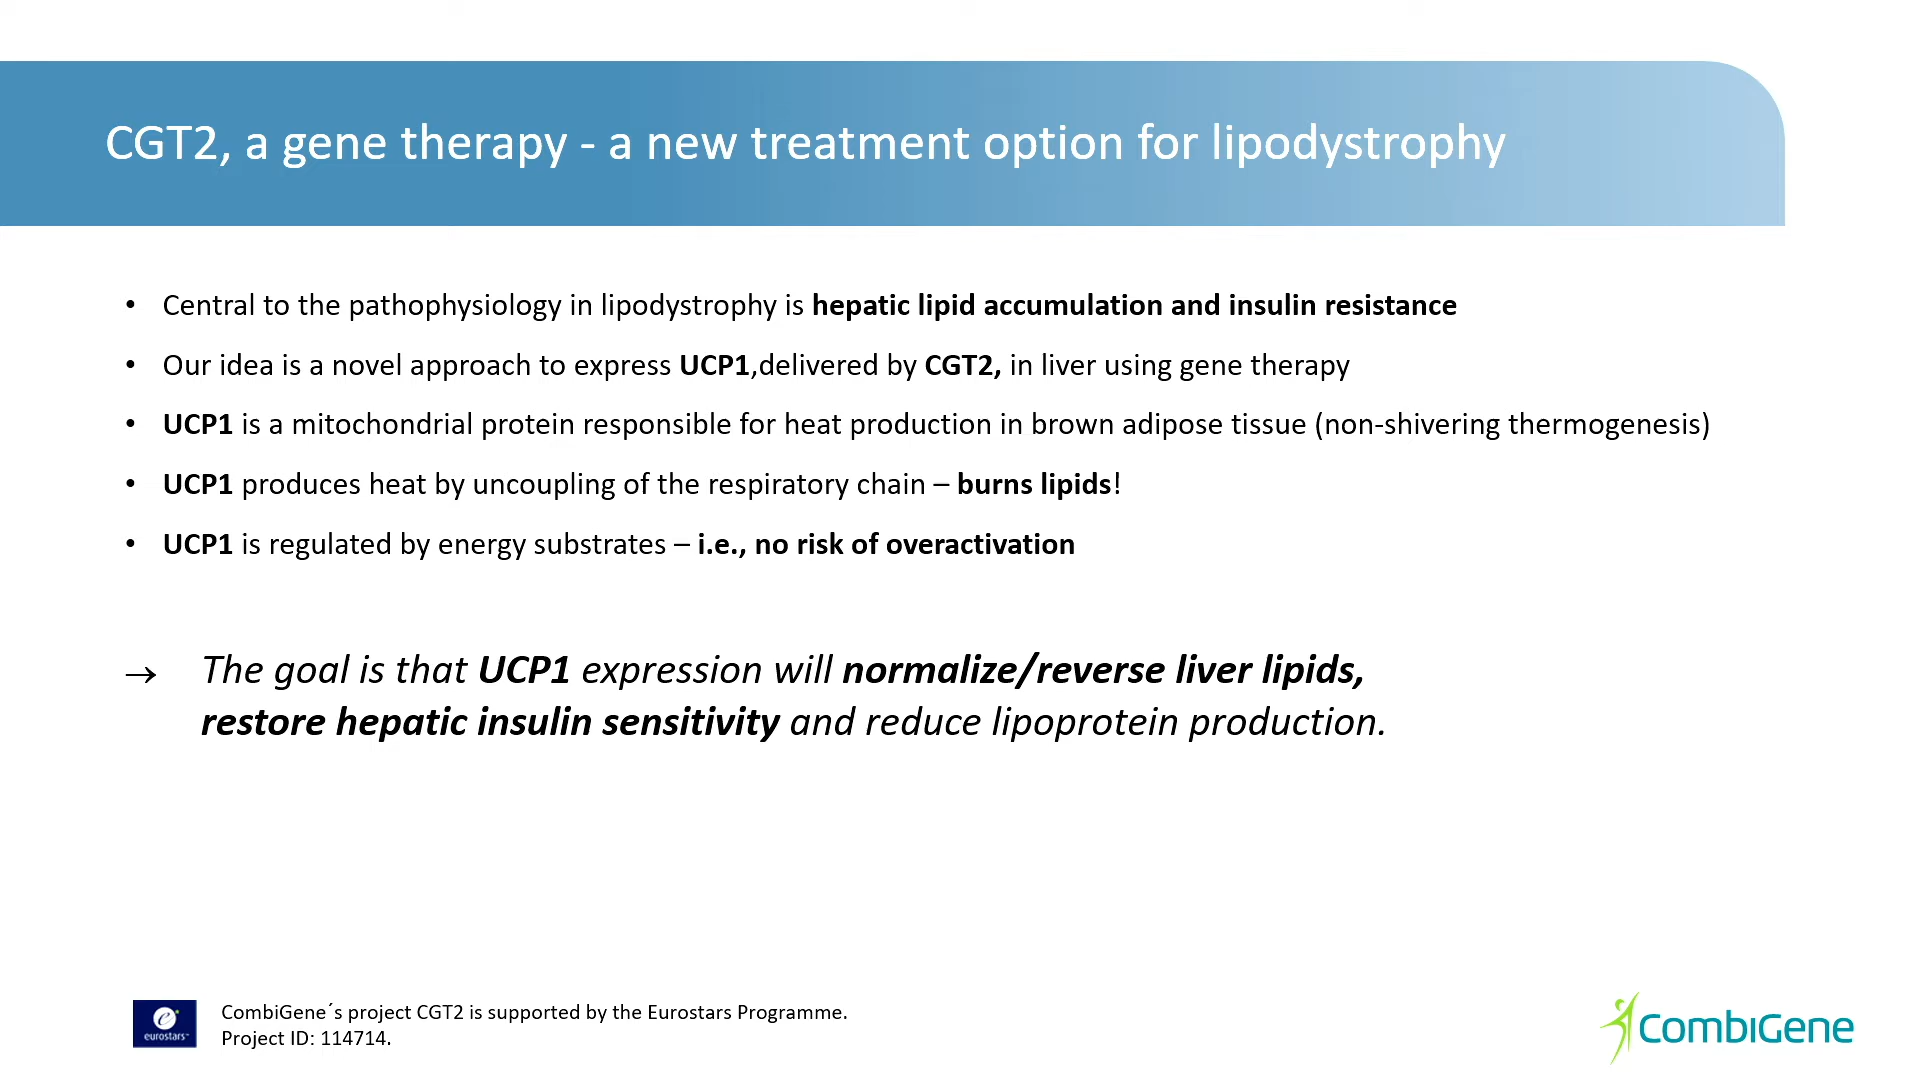 CGT2, a gene therapy - a new treatment option for lipodystrophy
• Central to the pathophysiology in lipodystrophy is hepatic lipid accumulation and insulin resistance
• Our idea is a novel approach to express UCP1,delivered by CGT2, in liver using gene therapy
• UCP1 is a mitochondrial protein responsible for heat production in brown adipose tissue (non-shivering thermogenesis)
• UCP1 produces heat by uncoupling of the respiratory chain – burns lipids!
• UCP1 is regulated by energy substrates – i.e., no risk of overactivation
→ The goal is that UCP1 expression will normalize/reverse liver lipids,
restore hepatic insulin sensitivity and reduce lipoprotein production.
eurostars™
CombiGene´s project CGT2 is supported by the Eurostars Programme.
Project ID: 114714.
CombiGene